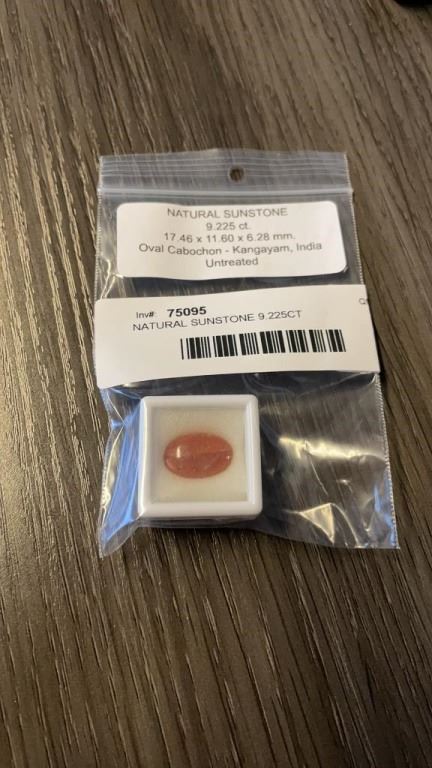 NATURAL SUNSTONE
9.225 ct.
17.46 x 11.60 x 6.28 mm.
Oval Cabochon - Kangayam, India
Untreated
Inv#: 75095
NATURAL SUNSTONE 9.225CT